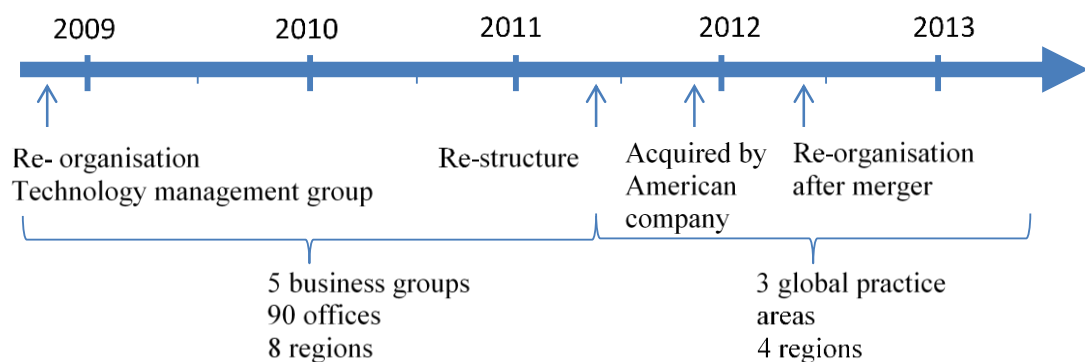 2009 2010 2011 2012 2013
Re- organisation
Technology management group
Re-structure
Acquired by
American
company
Re-organisation
after merger
5 business groups
90 offices
8 regions
3 global practice
areas
4 regions